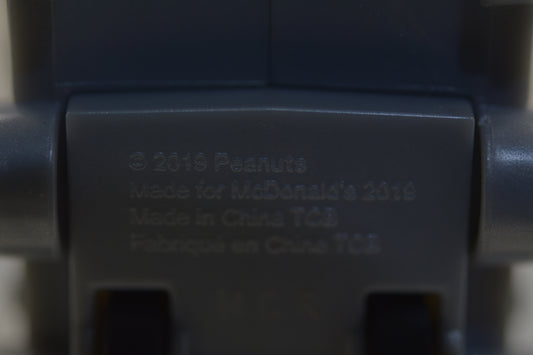 © 2019 Peanuts
Made for McDonald's 2019
Made in China TCB
Fabriqué en Chine TCB